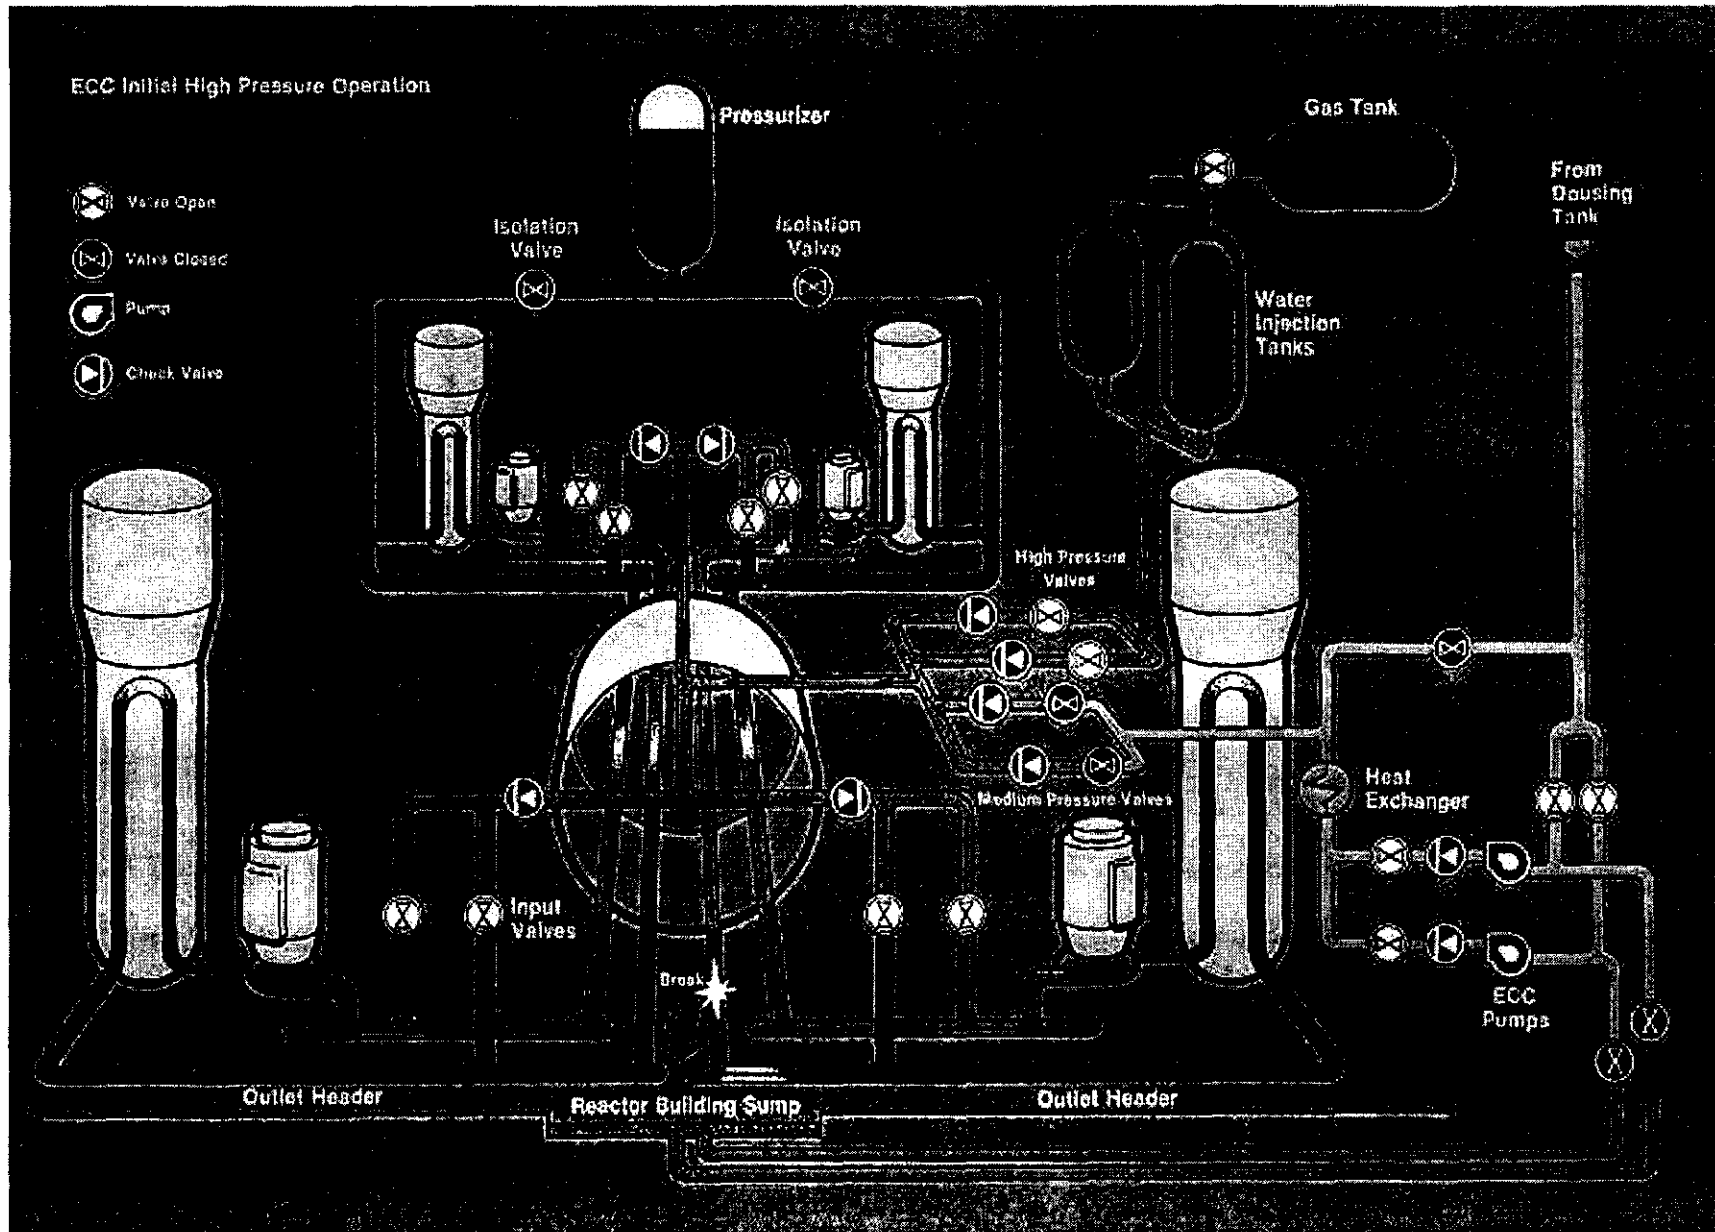 ECC Initial High Pressure Operation
Pressurizer
Gas Tank
From
Dousing
Tank
Valve Open
Valve Closed
Pump
Check Valve
Isolation
Valve
Isolation
Valve
Water
Injection
Tanks
High Pressure
Valves
Heat
Exchanger
Medium Pressure Valves
Input
Valves
Break
ECC
Pumps
Outlet Header
Reactor Building Sump
Outlet Header